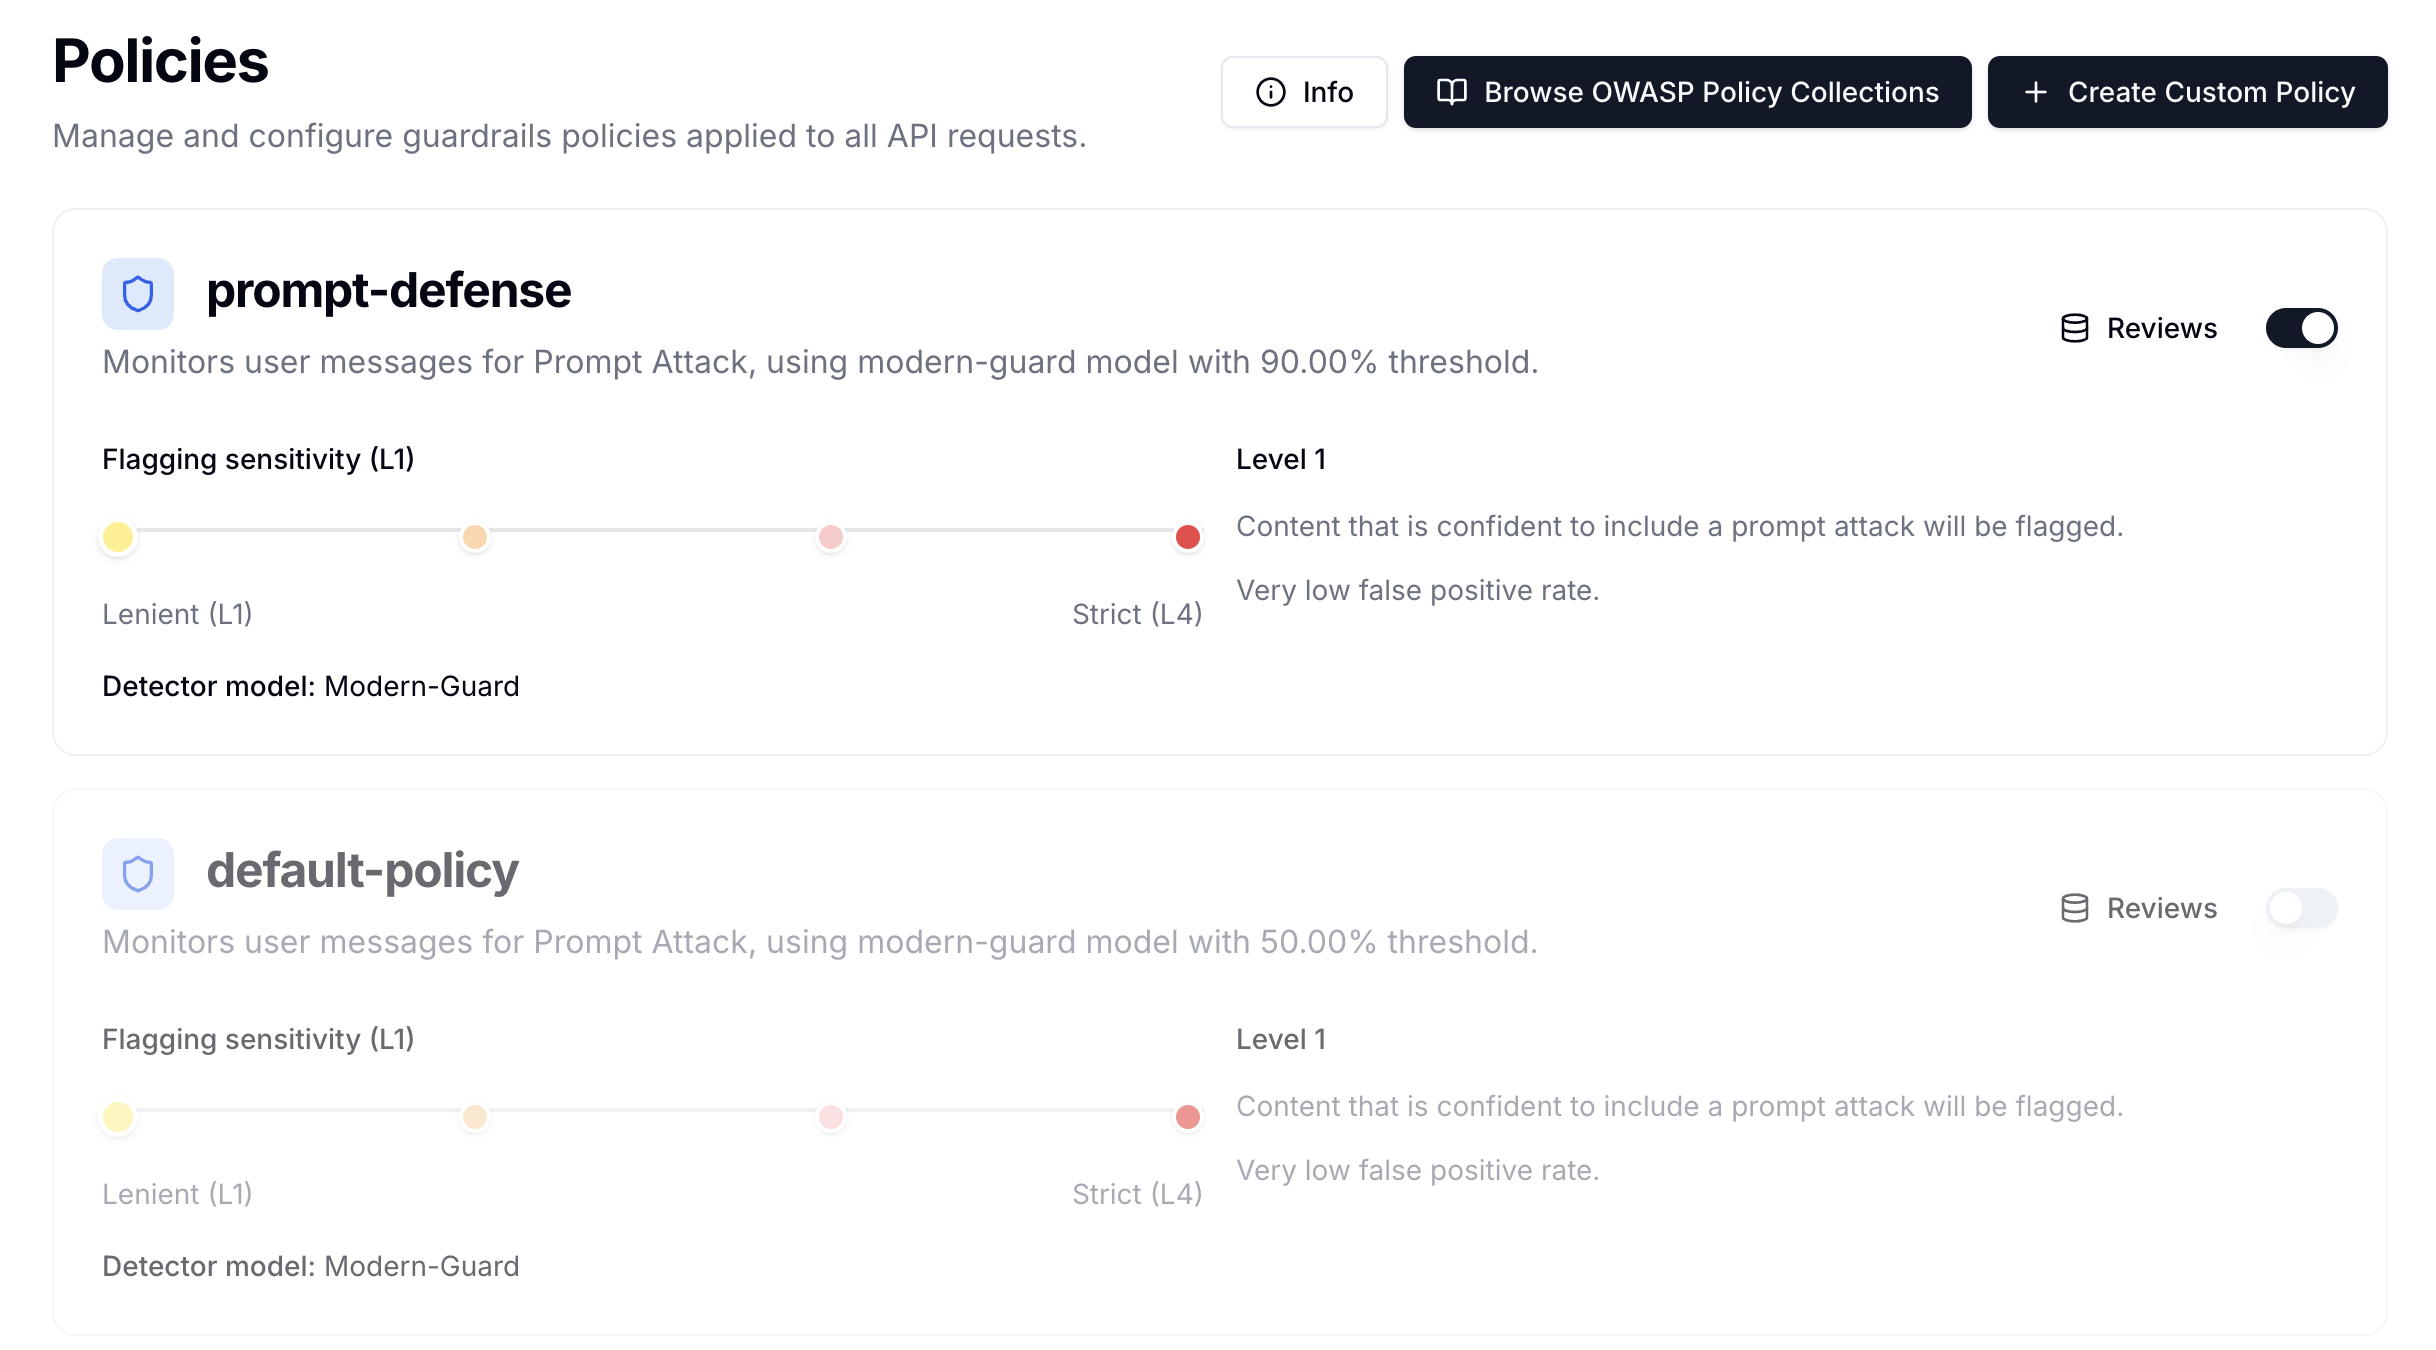 Policies
Manage and configure guardrails policies applied to all API requests.
Info
Browse OWASP Policy Collections
Create Custom Policy
prompt-defense
Monitors user messages for Prompt Attack, using modern-guard model with 90.00% threshold.
Reviews
Flagging sensitivity (L1)
Lenient (L1)
Strict (L4)
Level 1
Content that is confident to include a prompt attack will be flagged.
Very low false positive rate.
Detector model: Modern-Guard
default-policy
Monitors user messages for Prompt Attack, using modern-guard model with 50.00% threshold.
Reviews
Flagging sensitivity (L1)
Lenient (L1)
Strict (L4)
Level 1
Content that is confident to include a prompt attack will be flagged.
Very low false positive rate.
Detector model: Modern-Guard